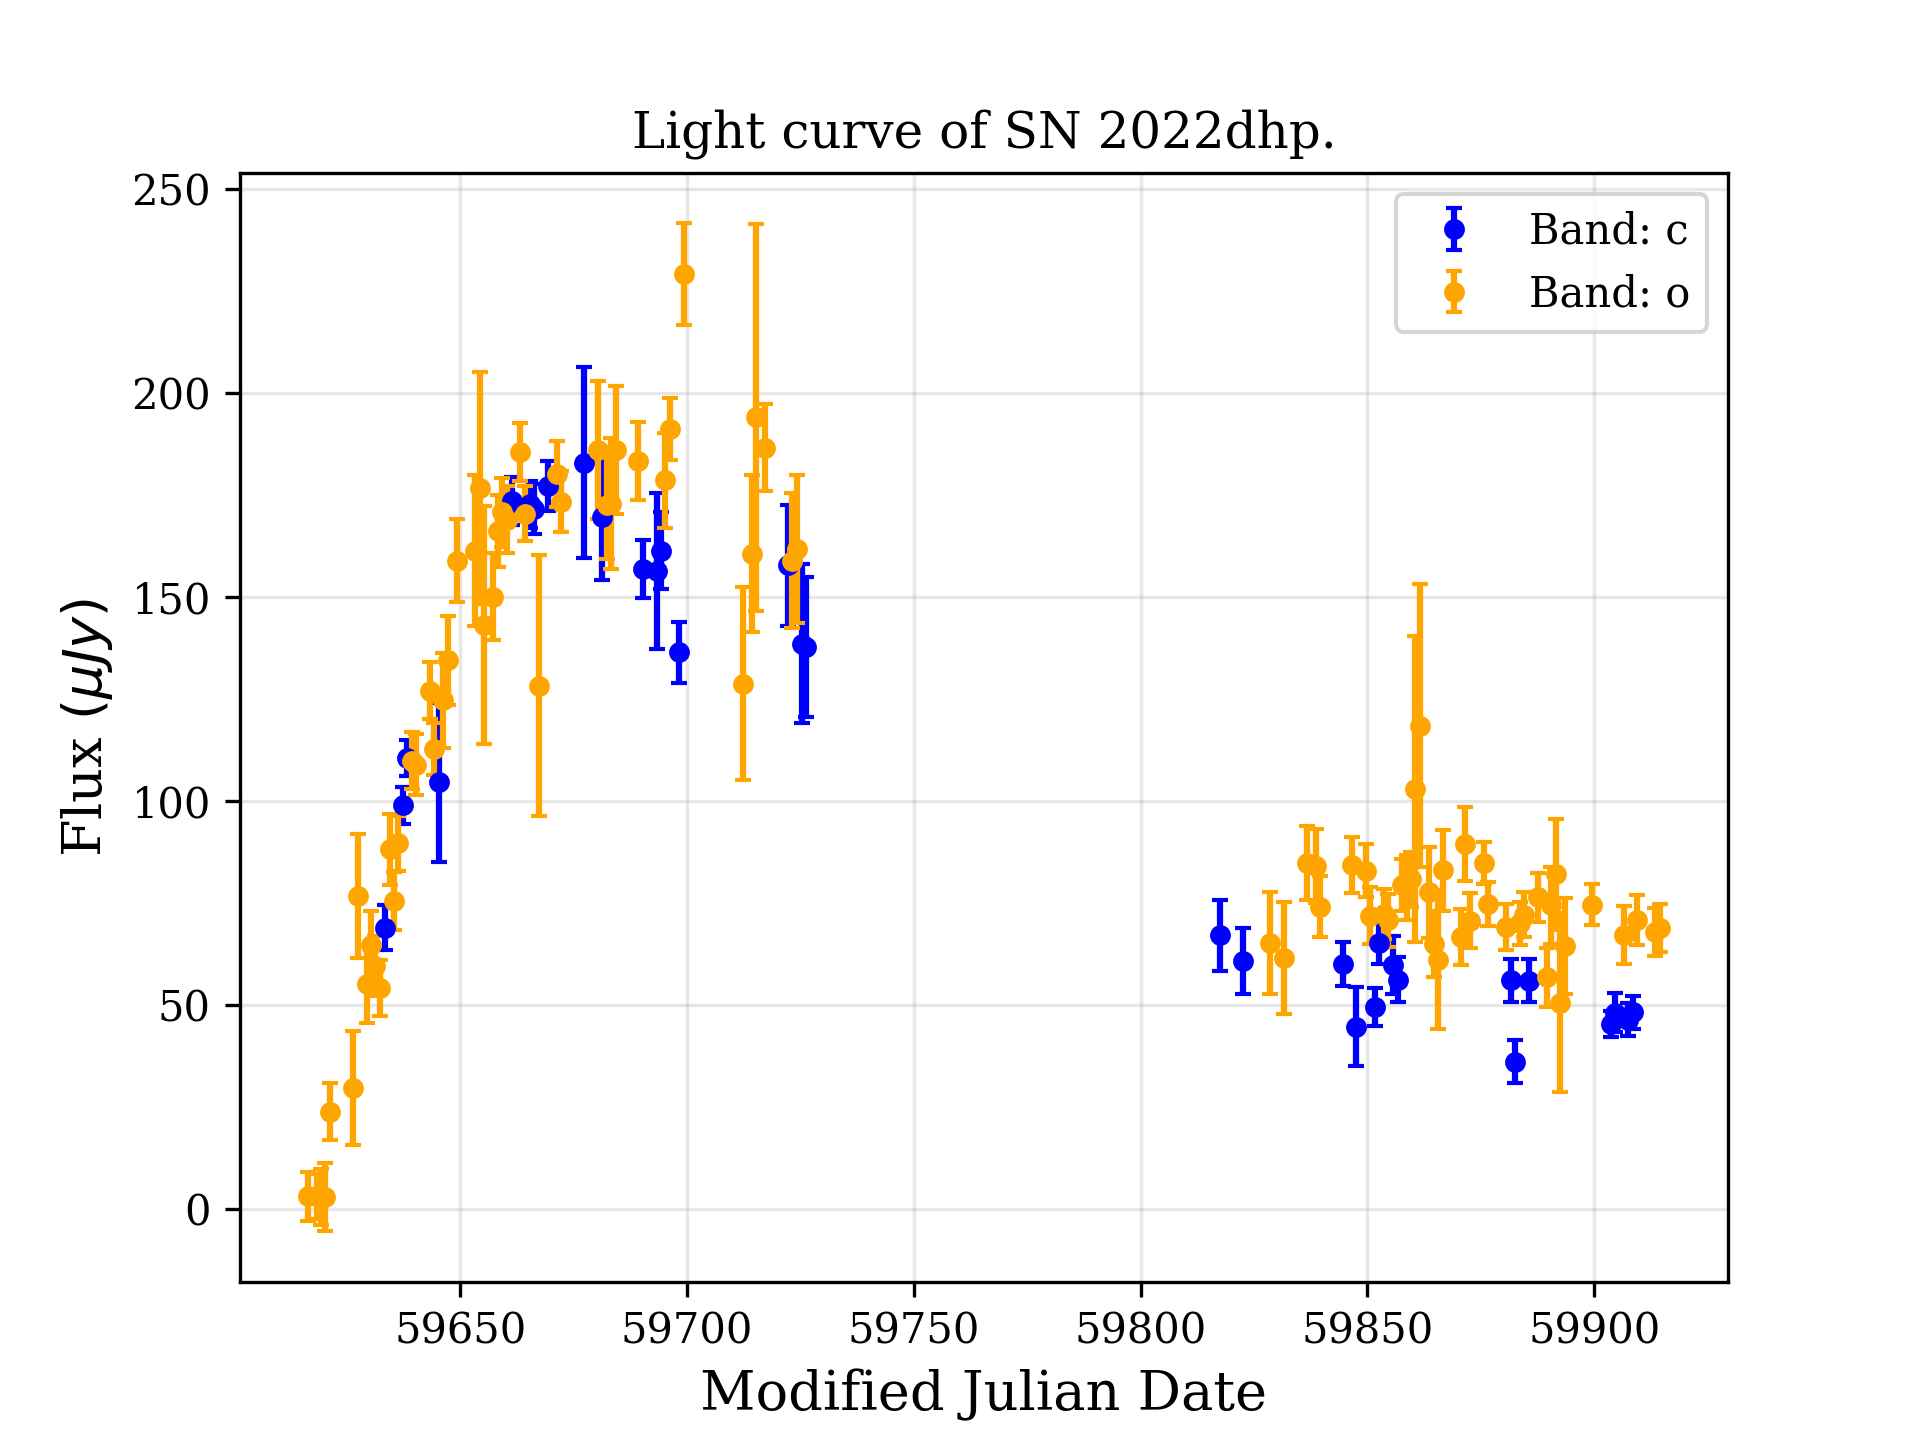 Light curve of SN 2022dhp.
250
200
150
100
50
0
Flux (μJy)
Band: c
Band: o
59650 59700 59750 59800 59850 59900
Modified Julian Date